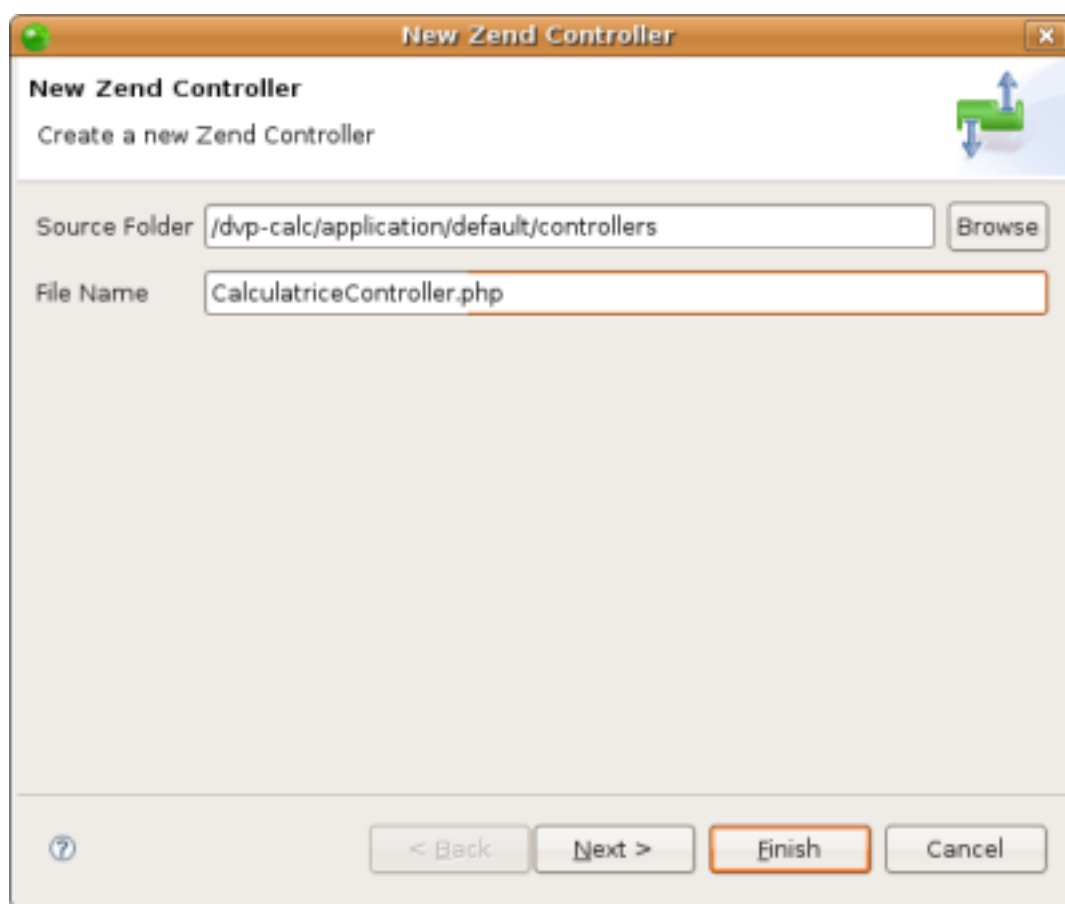 New Zend Controller
New Zend Controller
Create a new Zend Controller
Source Folder /dvp-calc/application/default/controllers Browse
File Name CalculatriceController.php
< Back Next > Finish Cancel